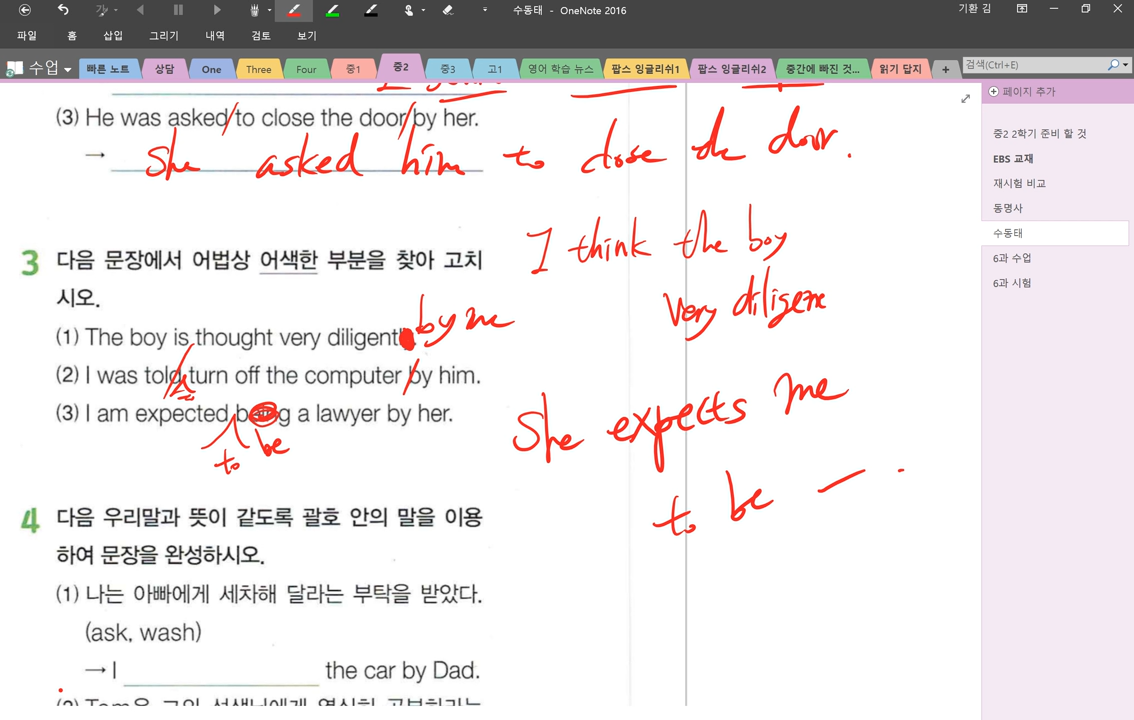 수동태 - OneNote 2016
기환 김
파일 홈 삽입 그리기 내역 검토 보기
수업 빠른 노트 상담 One Three Four 중1 중2 중3 고1 영어 학습 뉴스 팝스 잉글리쉬1 팝스 잉글리쉬2 중간에 빠진 것... 읽기 답지 + 검색(Ctrl+E)
페이지 추가
중2 2학기 준비 할 것
EBS 교재
재시험 비교
동명사
수동태
6과 수업
6과 시험
(3) He was asked to close the door by her.
→ She asked him to close the door.
3 다음 문장에서 어법상 어색한 부분을 찾아 고치
시오.
I think the boy
very diligent
(1) The boy is thought very diligent by me
(2) I was told turn off the computer by him.
to
(3) I am expected being a lawyer by her.
to be
She expects me
to be
4 다음 우리말과 뜻이 같도록 괄호 안의 말을 이용
하여 문장을 완성하시오.
(1) 나는 아빠에게 세차해 달라는 부탁을 받았다.
(ask, wash)
→ I the car by Dad.